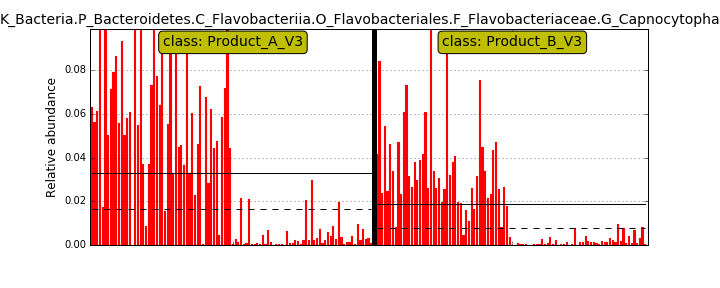 K_Bacteria.P_Bacteroidetes.C_Flavobacteriia.O_Flavobacteriales.F_Flavobacteriaceae.G_Capnocytopha
class: Product_A_V3 class: Product_B_V3
0.08
0.06
0.04
0.02
0.00
Relative abundance